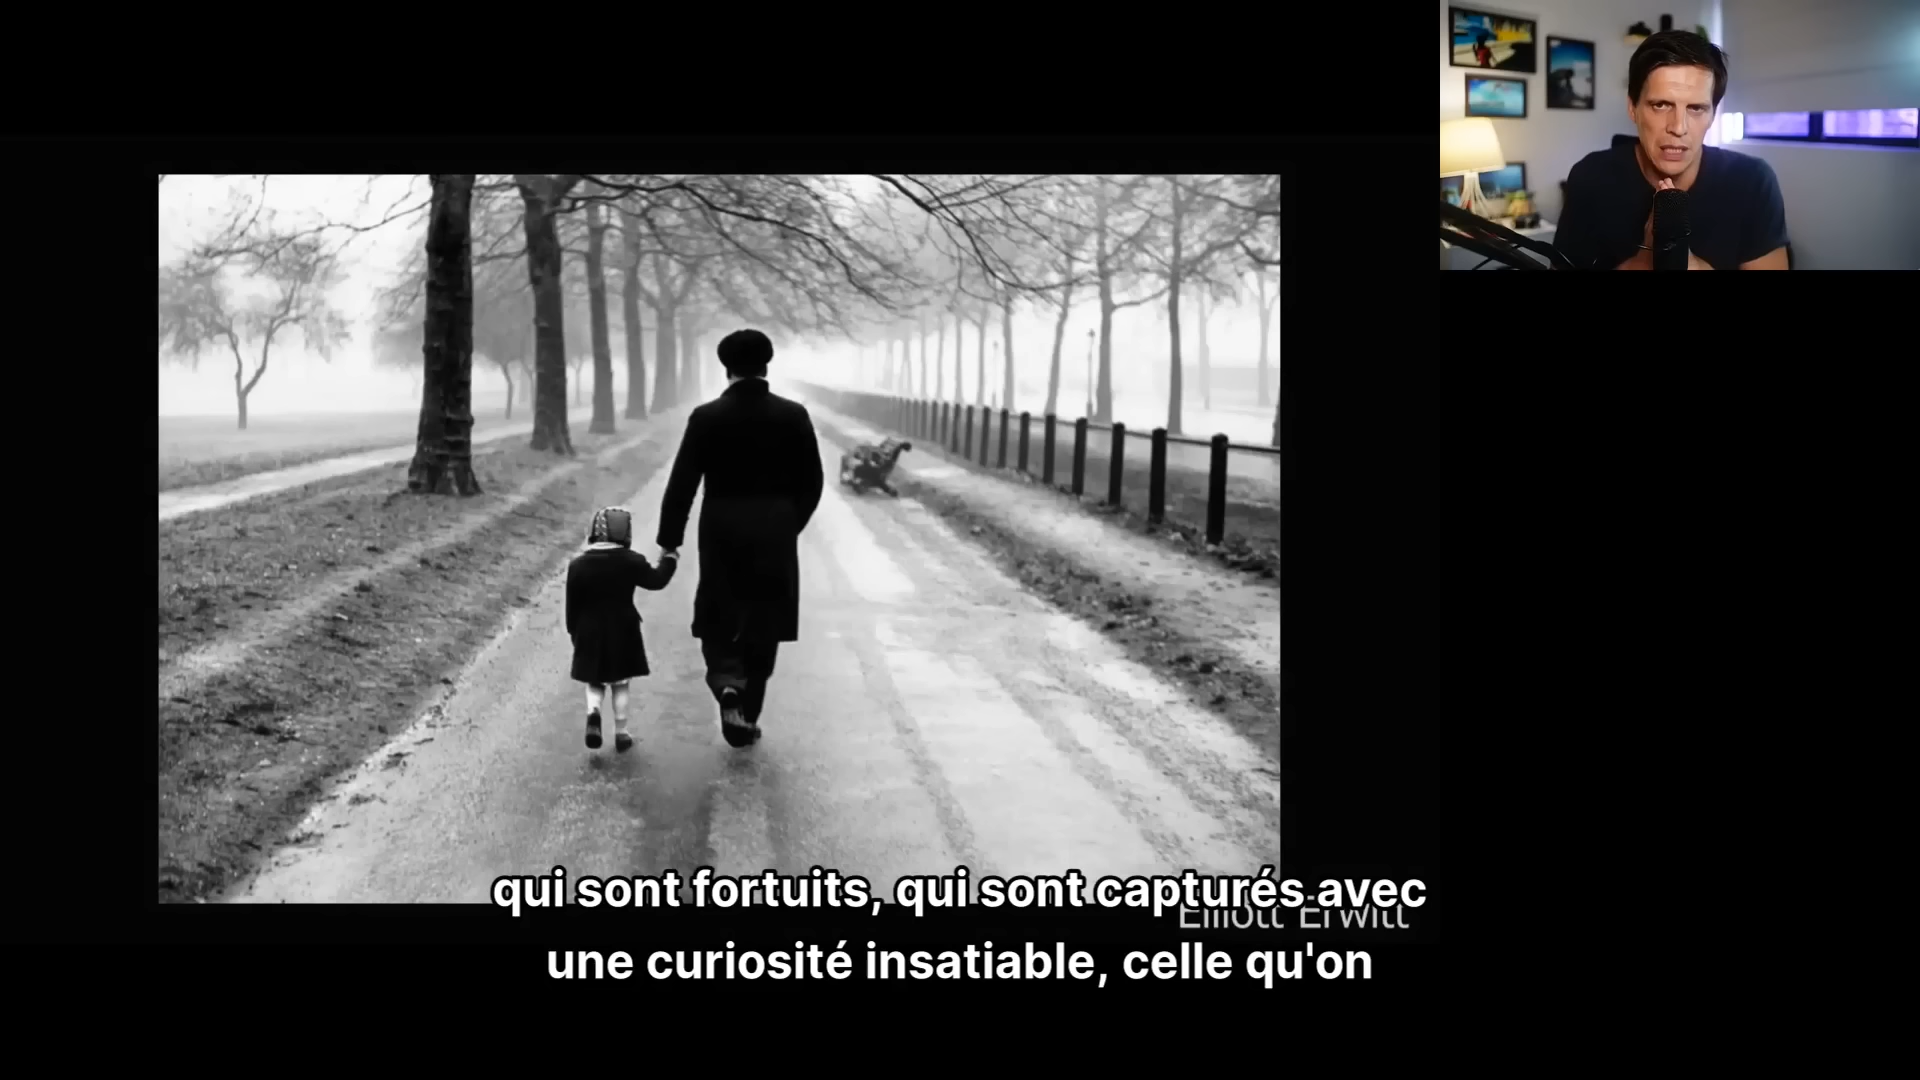 qui sont fortuits, qui sont capturés avec
Elliott Erwitt
une curiosité insatiable, celle qu'on